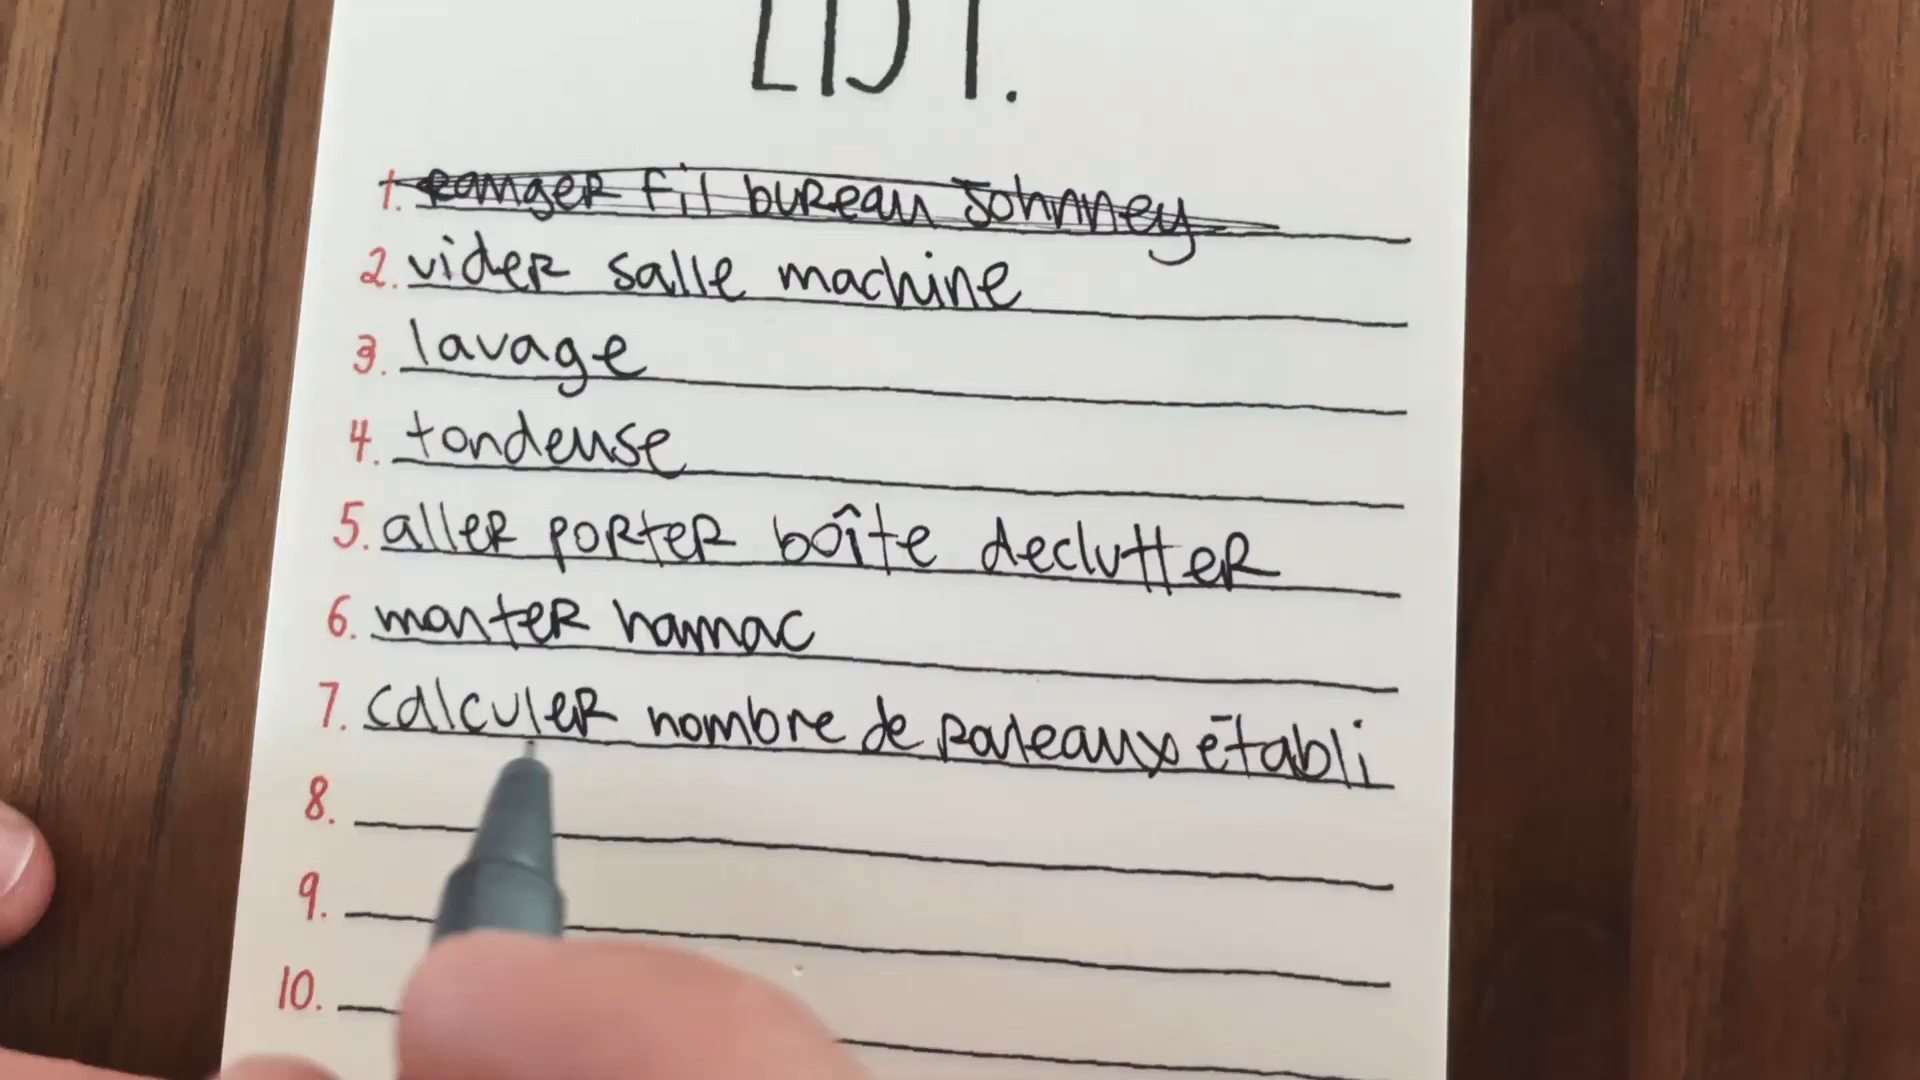 LIST.
1. Ranger fil bureau Johnney
2. vider salle machine
3. lavage
4. tondeuse
5. aller porter boîte declutter
6. monter hamac
7. calculer nombre de paneaux établi
8.
9.
10.